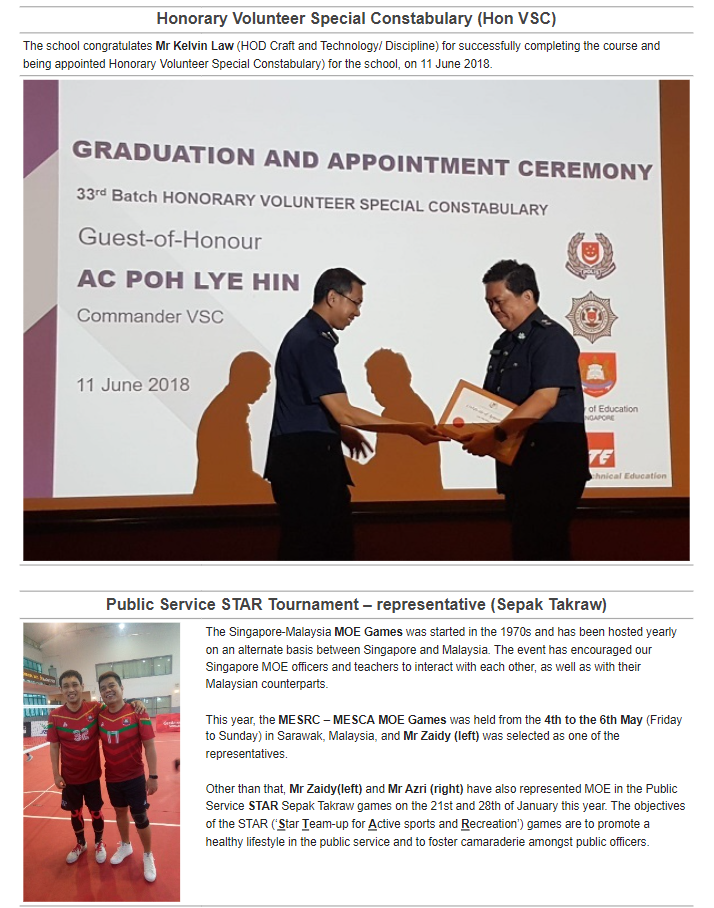 Honorary Volunteer Special Constabulary (Hon VSC)
The school congratulates Mr Kelvin Law (HOD Craft and Technology/ Discipline) for successfully completing the course and
being appointed Honorary Volunteer Special Constabulary) for the school, on 11 June 2018.
GRADUATION AND APPOINTMENT CEREMONY
33rd Batch HONORARY VOLUNTEER SPECIAL CONSTABULARY
Guest-of-Honour
AC POH LYE HIN
Commander VSC
11 June 2018
POLICE
y of Education
NGAPORE
TE
chnical Education
Public Service STAR Tournament – representative (Sepak Takraw)
The Singapore-Malaysia MOE Games was started in the 1970s and has been hosted yearly
on an alternate basis between Singapore and Malaysia. The event has encouraged our
Singapore MOE officers and teachers to interact with each other, as well as with their
Malaysian counterparts.
This year, the MESRC – MESCA MOE Games was held from the 4th to the 6th May (Friday
to Sunday) in Sarawak, Malaysia, and Mr Zaidy (left) was selected as one of the
representatives.
Other than that, Mr Zaidy(left) and Mr Azri (right) have also represented MOE in the Public
Service STAR Sepak Takraw games on the 21st and 28th of January this year. The objectives
of the STAR (‘Star Team-up for Active sports and Recreation’) games are to promote a
healthy lifestyle in the public service and to foster camaraderie amongst public officers.